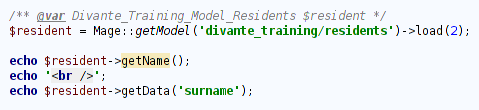 /** @var Divante_Training_Model_Residents $resident */
$resident = Mage::getModel('divante_training/residents')->load(2);
echo $resident->getName();
echo '<br />';
echo $resident->getData('surname');